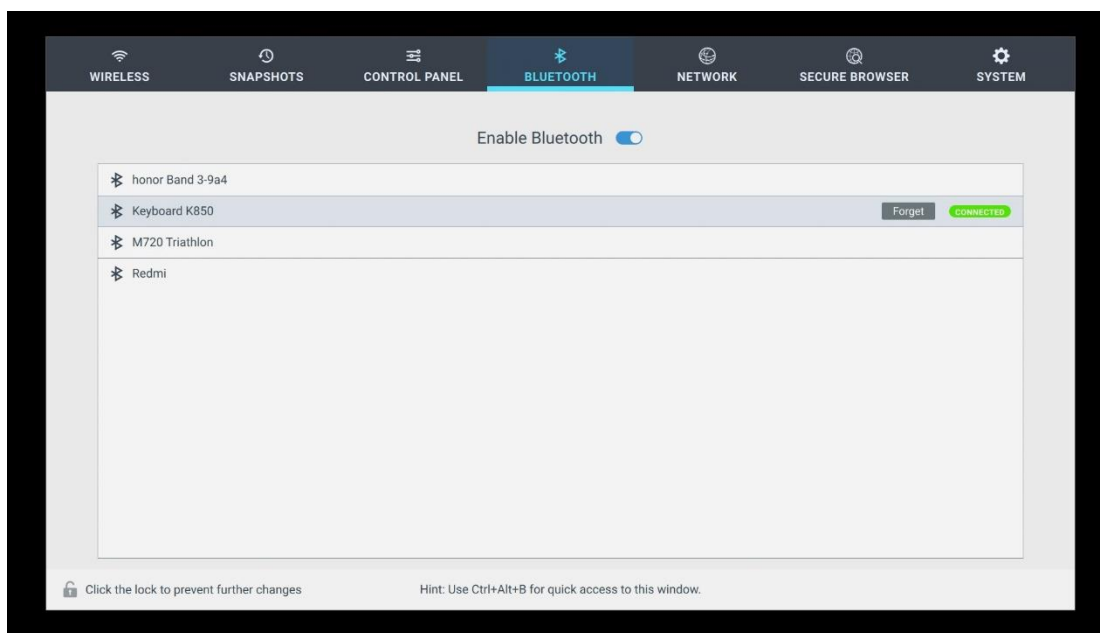 WIRELESS SNAPSHOTS CONTROL PANEL BLUETOOTH NETWORK SECURE BROWSER SYSTEM
Enable Bluetooth
honor Band 3-9a4
Keyboard K850 Forget CONNECTED
M720 Triathlon
Redmi
Click the lock to prevent further changes Hint: Use Ctrl+Alt+B for quick access to this window.